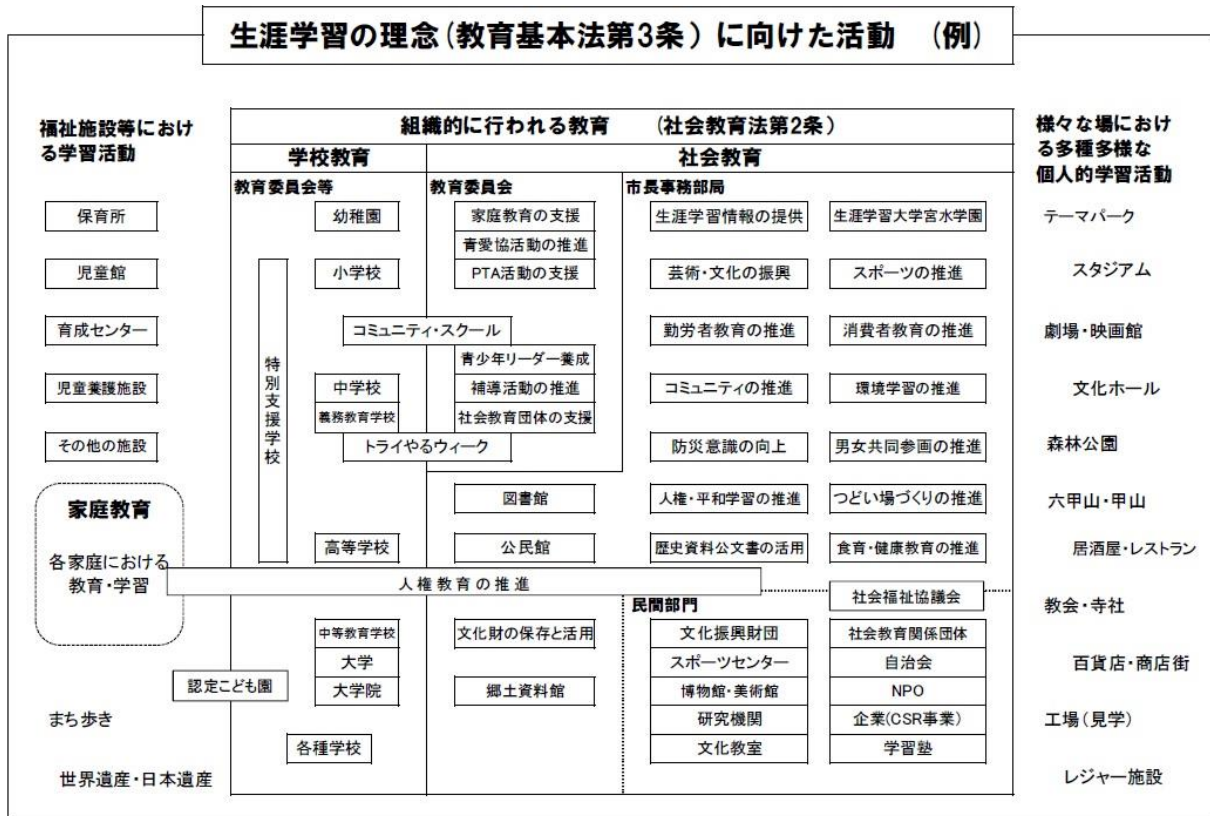 生涯学習の理念(教育基本法第3条)に向けた活動 (例)
福祉施設等におけ
る学習活動
保育所
児童館
育成センター
児童養護施設
その他の施設
家庭教育
各家庭における
教育・学習
認定こども園
まち歩き
世界遺産・日本遺産
組織的に行われる教育 (社会教育法第2条)
学校教育
社会教育
教育委員会等
幼稚園
小学校
特別支援学校
コミュニティ・スクール
中学校
義務教育学校
トライやるウィーク
高等学校
人権教育の推進
中等教育学校
大学
大学院
各種学校
教育委員会
家庭教育の支援
青愛協活動の推進
PTA活動の支援
青少年リーダー養成
補導活動の推進
社会教育団体の支援
図書館
公民館
文化財の保存と活用
郷土資料館
市長事務部局
生涯学習情報の提供
生涯学習大学宮水学園
芸術・文化の振興
スポーツの推進
勤労者教育の推進
消費者教育の推進
コミュニティの推進
環境学習の推進
防災意識の向上
男女共同参画の推進
人権・平和学習の推進
つどい場づくりの推進
歴史資料公文書の活用
食育・健康教育の推進
社会福祉協議会
民間部門
文化振興財団
社会教育関係団体
スポーツセンター
自治会
博物館・美術館
NPO
研究機関
企業(CSR事業)
文化教室
学習塾
様々な場におけ
る多種多様な
個人的学習活動
テーマパーク
スタジアム
劇場・映画館
文化ホール
森林公園
六甲山・甲山
居酒屋・レストラン
教会・寺社
百貨店・商店街
工場(見学)
レジャー施設